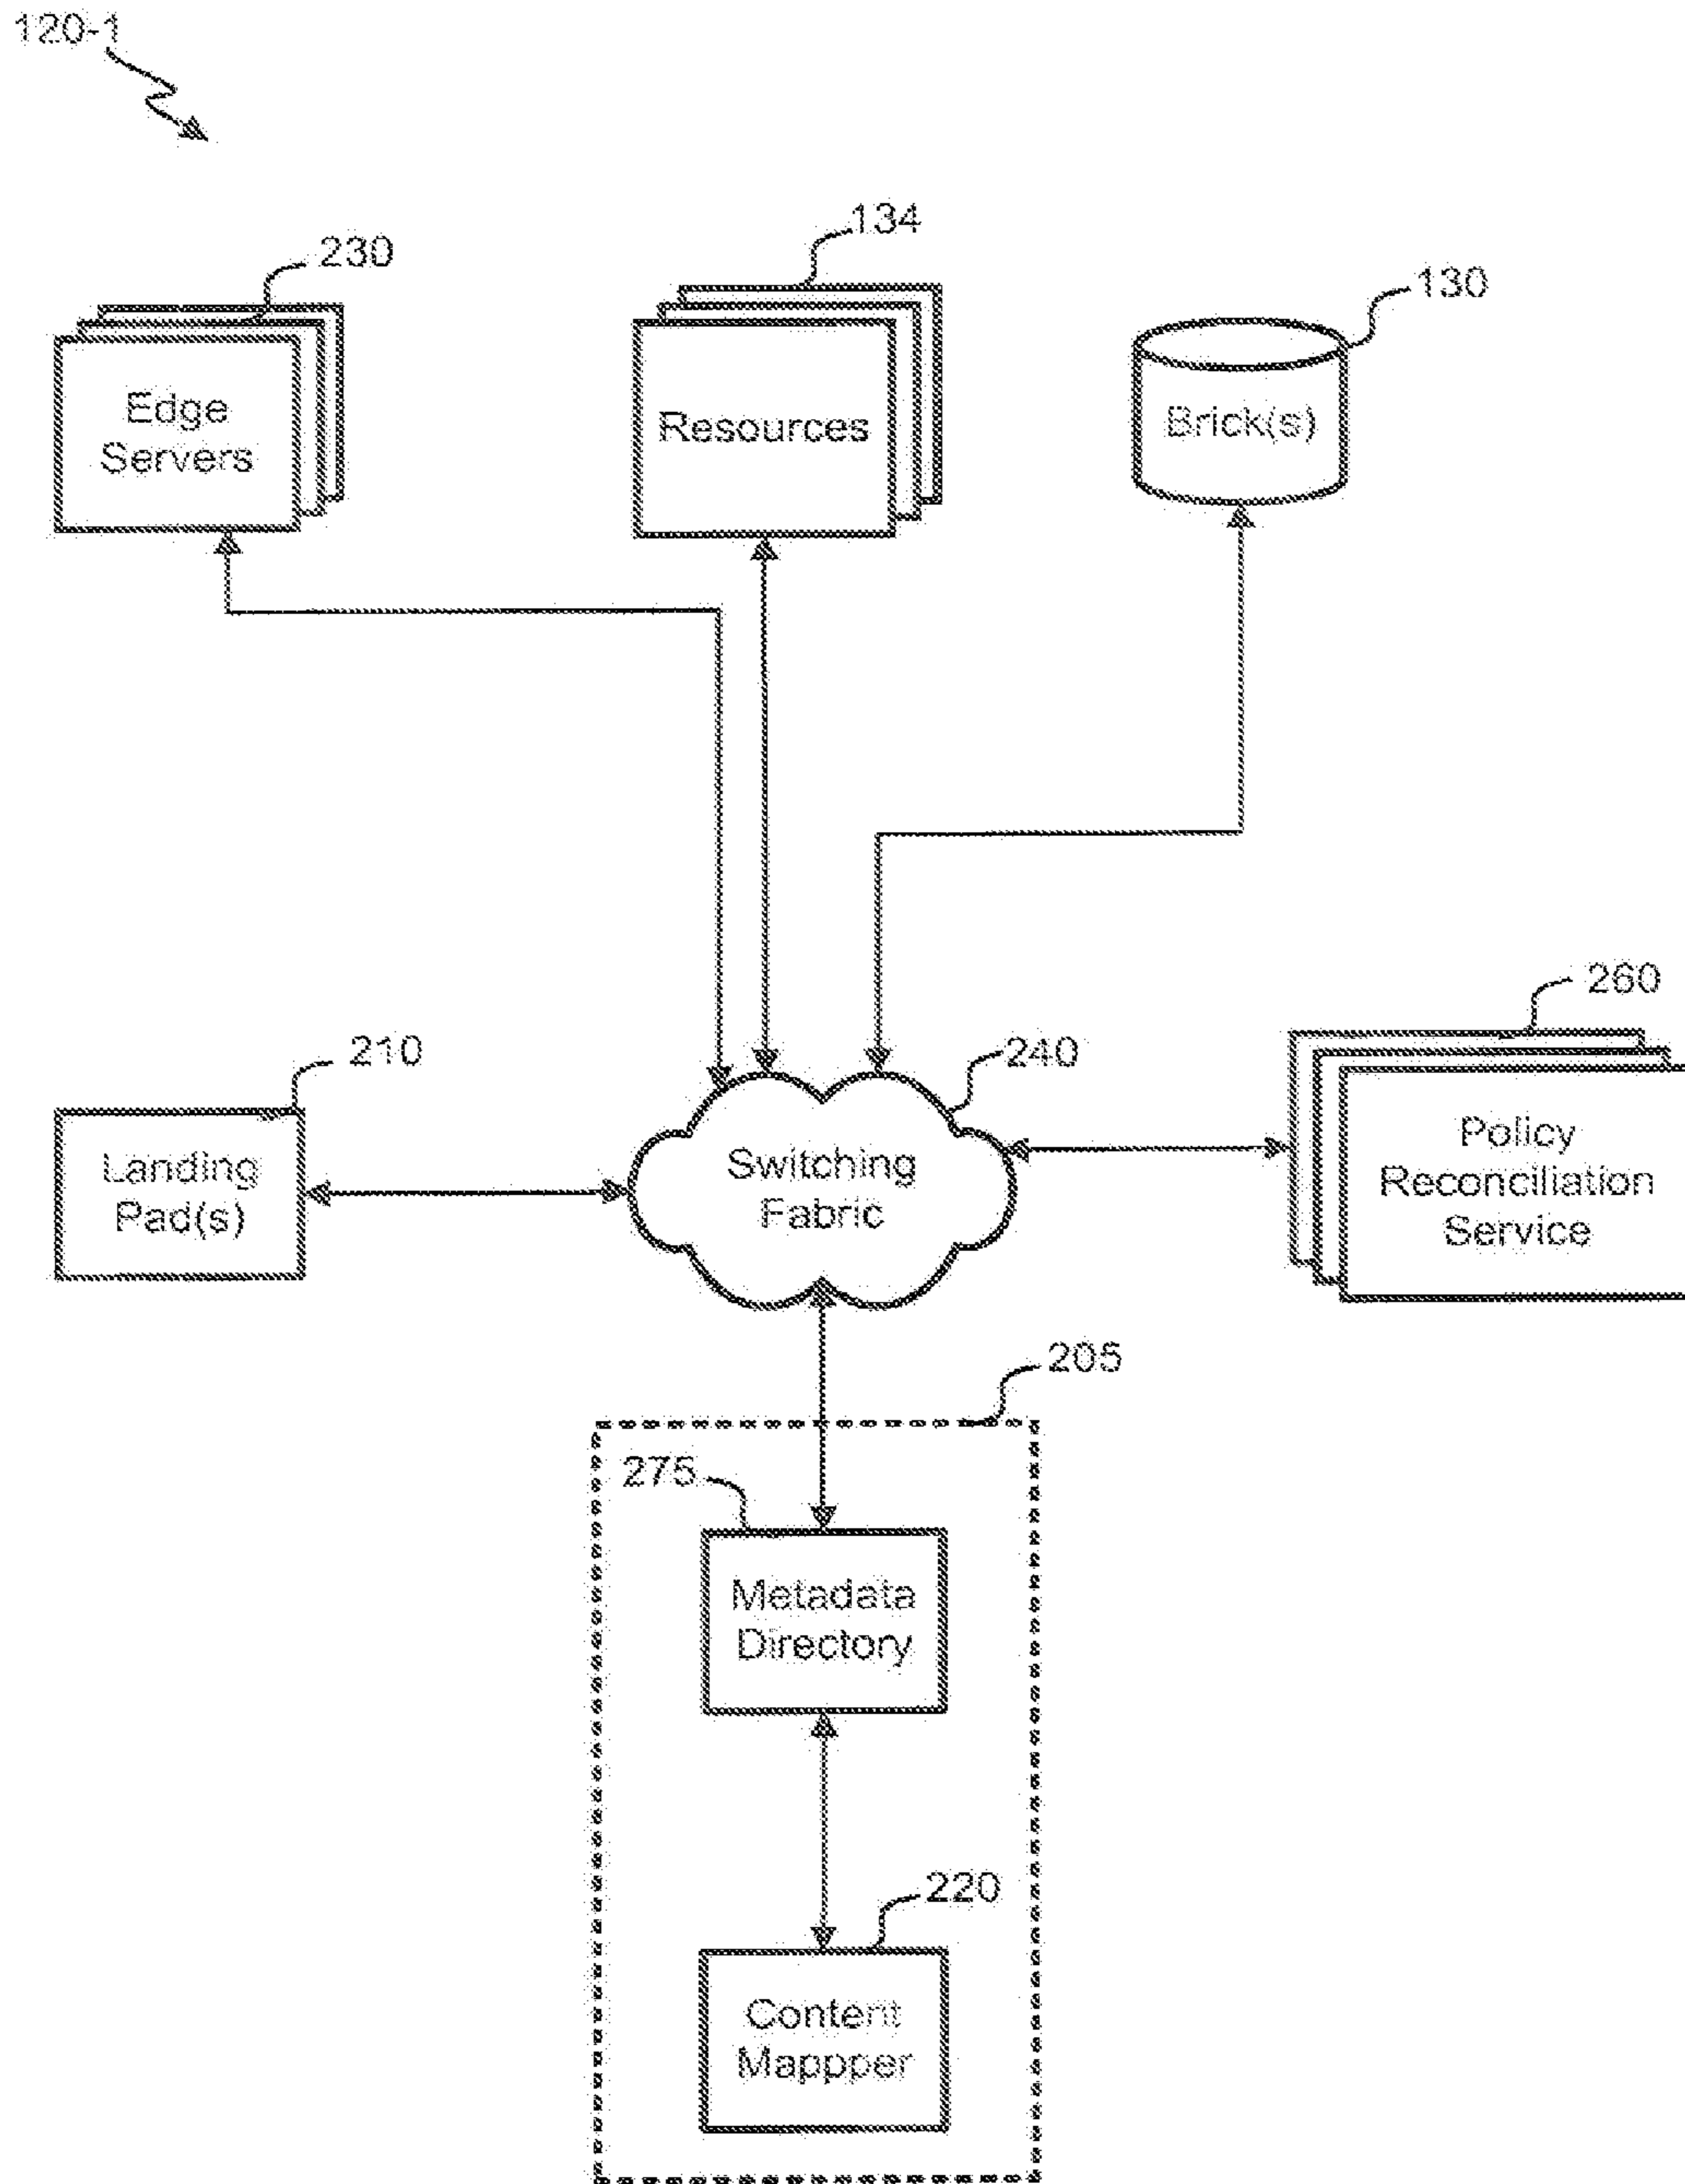 120-1
230
134
130
Edge
Servers
Resources
Brick(s)
210
240
260
Landing
Pad(s)
Switching
Fabric
Policy
Reconciliation
Service
205
275
Metadata
Directory
220
Content
Mappper